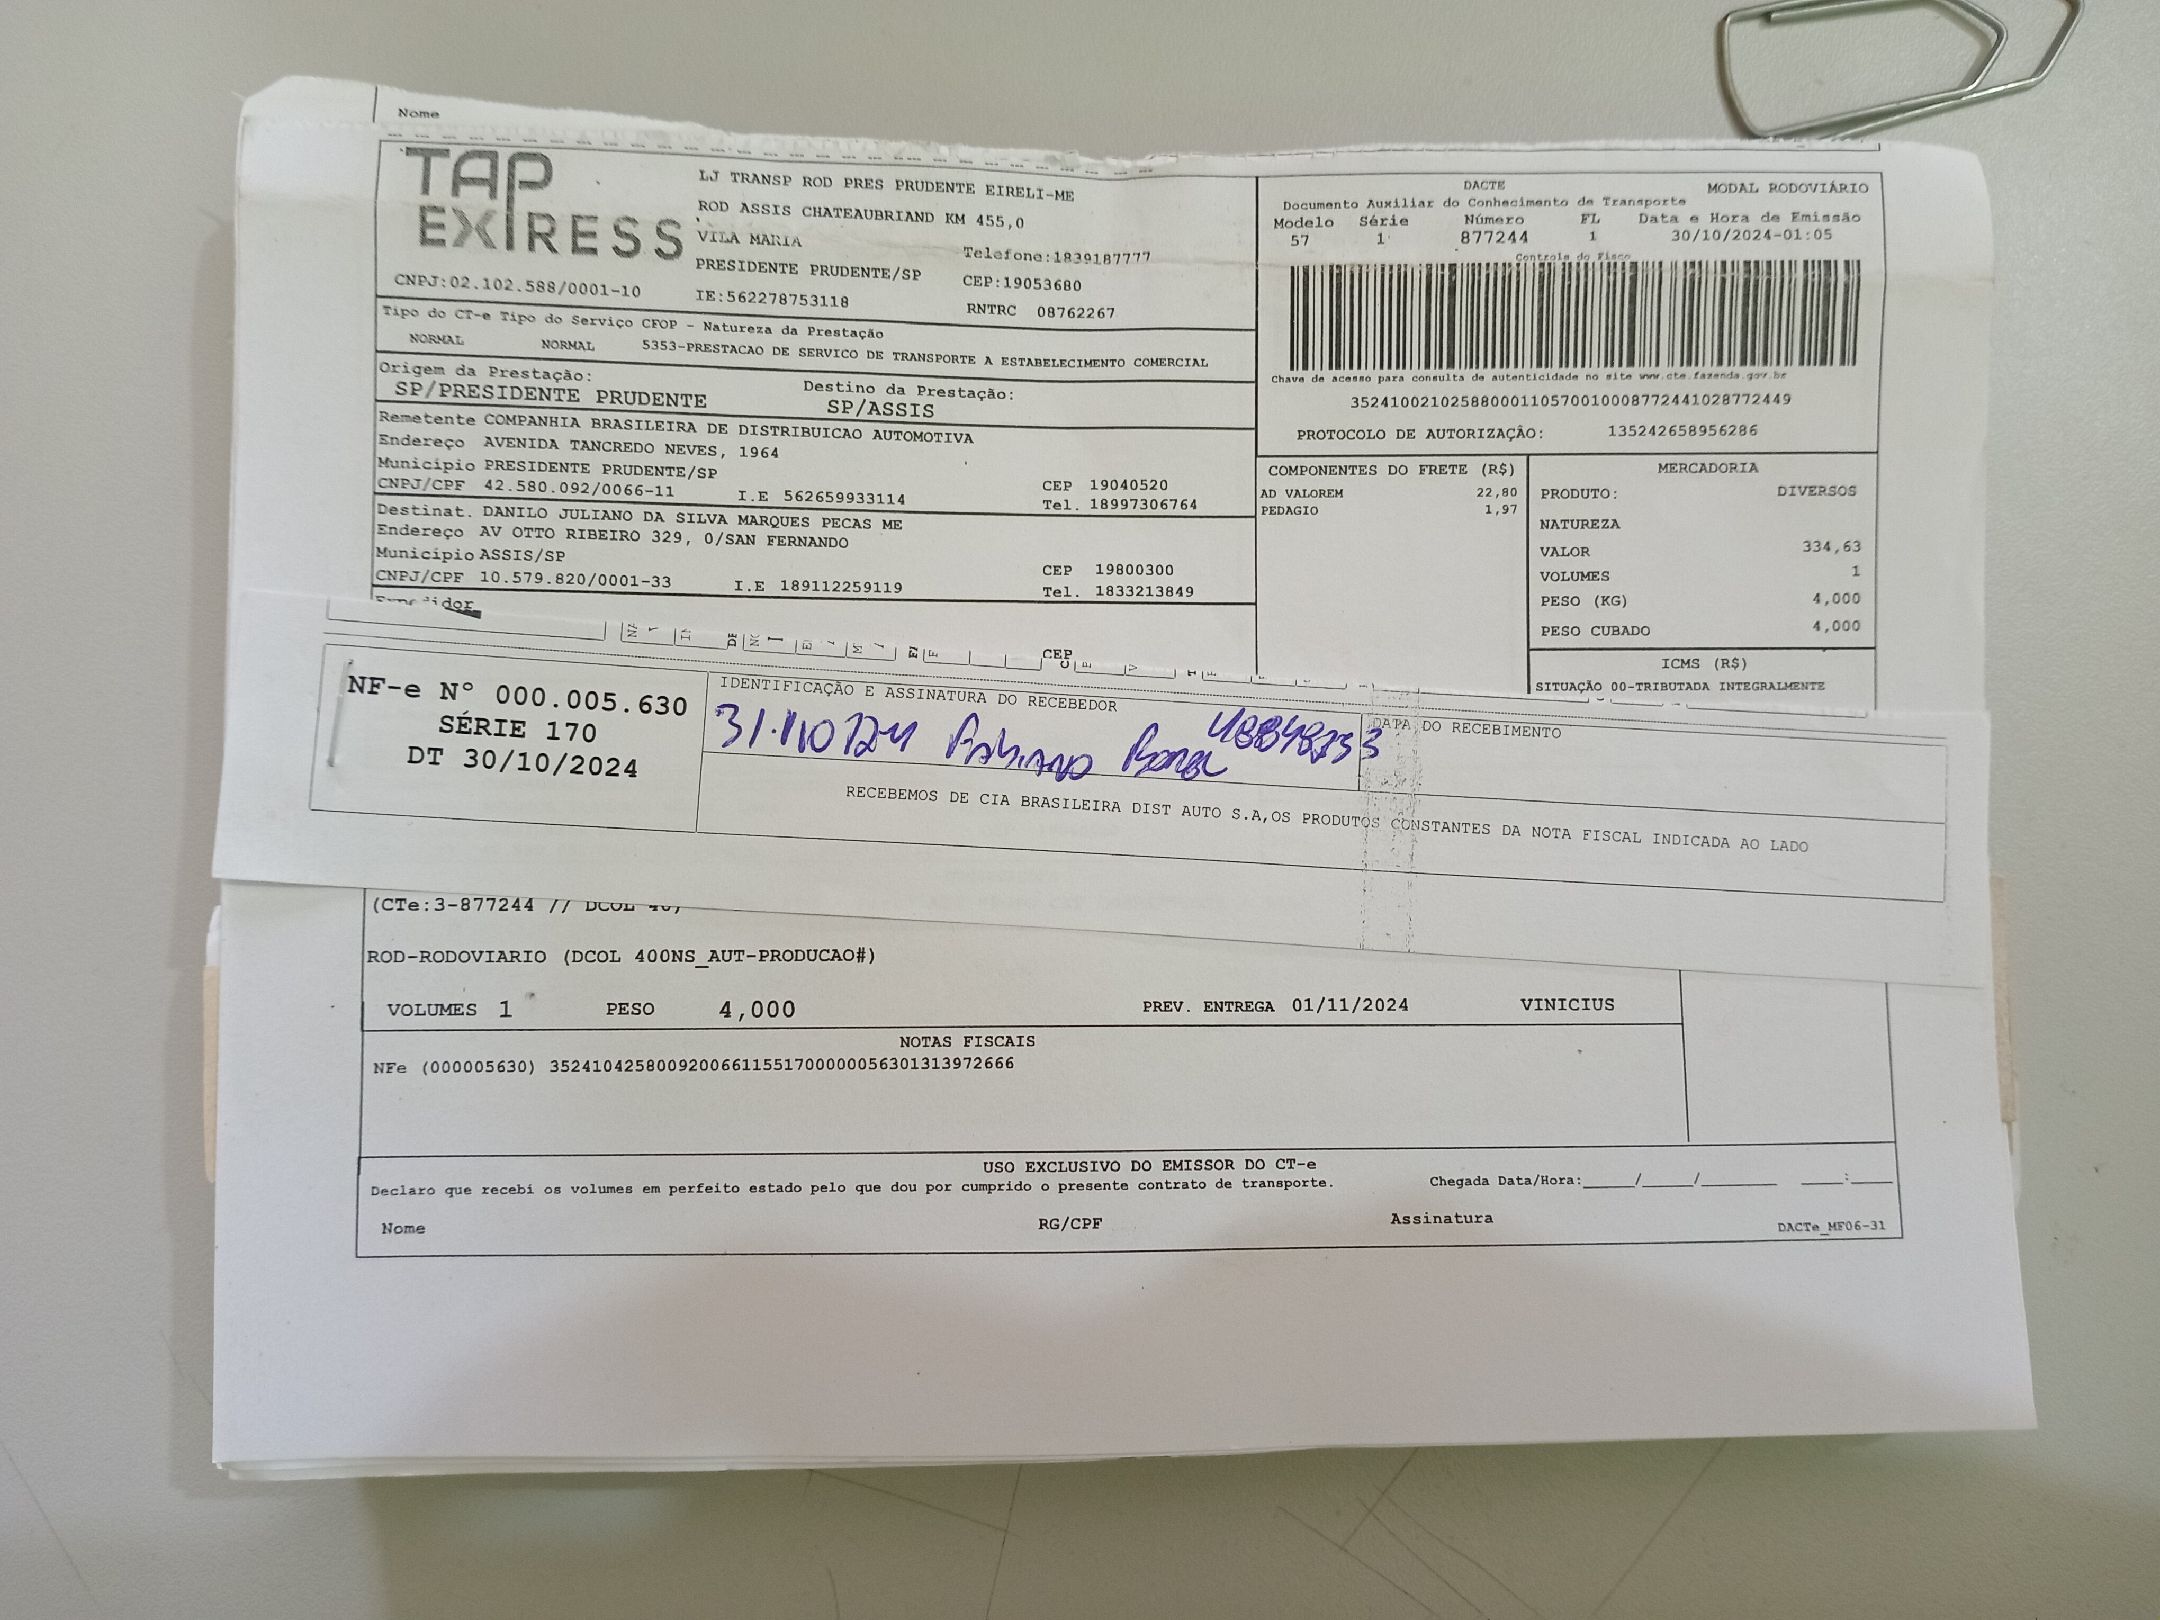 Nome
TAP
EXPRESS
LJ TRANSP ROD PRES PRUDENTE EIRELI-ME
ROD ASSIS CHATEAUBRIAND KM 455,0
VILA MARIA
Telefone:1839187777
PRESIDENTE PRUDENTE/SP
CEP:19053680
CNPJ:02.102.588/0001-10
IE:562278753118
RNTRC 08762267
DACTE
MODAL RODOVIÁRIO
Documento Auxiliar do Conhecimento de Transporte
Modelo Série Número FL Data e Hora de Emissão
57 1 877244 1 30/10/2024-01:05
Controle do Fisco
Chave de acesso para consulta de autenticidade no site www.cte.fazenda.gov.br
35241002102588000110570010008772441028772449
PROTOCOLO DE AUTORIZAÇÃO: 135242658956286
Tipo do CT-e Tipo do Serviço CFOP - Natureza da Prestação
NORMAL NORMAL 5353-PRESTACAO DE SERVICO DE TRANSPORTE A ESTABELECIMENTO COMERCIAL
Origem da Prestação: Destino da Prestação:
SP/PRESIDENTE PRUDENTE SP/ASSIS
Remetente COMPANHIA BRASILEIRA DE DISTRIBUICAO AUTOMOTIVA
Endereço AVENIDA TANCREDO NEVES, 1964
Município PRESIDENTE PRUDENTE/SP CEP 19040520
CNPJ/CPF 42.580.092/0066-11 I.E 562659933114 Tel. 18997306764
Destinat. DANILO JULIANO DA SILVA MARQUES PECAS ME
Endereço AV OTTO RIBEIRO 329, 0/SAN FERNANDO
Município ASSIS/SP CEP 19800300
CNPJ/CPF 10.579.820/0001-33 I.E 189112259119 Tel. 1833213849
CEP
COMPONENTES DO FRETE (R$)
AD VALOREM 22,80
PEDAGIO 1,97
MERCADORIA
PRODUTO: DIVERSOS
NATUREZA
VALOR 334,63
VOLUMES 1
PESO (KG) 4,000
PESO CUBADO 4,000
ICMS (R$)
SITUAÇÃO 00-TRIBUTADA INTEGRALMENTE
NF-e Nº 000.005.630
SÉRIE 170
DT 30/10/2024
IDENTIFICAÇÃO E ASSINATURA DO RECEBEDOR
DATA DO RECEBIMENTO
RECEBEMOS DE CIA BRASILEIRA DIST AUTO S.A,OS PRODUTOS CONSTANTES DA NOTA FISCAL INDICADA AO LADO
(CTe:3-877244 // DCOL
ROD-RODOVIARIO (DCOL 400NS_AUT-PRODUCAO#)
VOLUMES 1 PESO 4,000 PREV. ENTREGA 01/11/2024 VINICIUS
NOTAS FISCAIS
NFe (000005630) 35241042580092006611551700000056301313972666
USO EXCLUSIVO DO EMISSOR DO CT-e
Declaro que recebi os volumes em perfeito estado pelo que dou por cumprido o presente contrato de transporte. Chegada Data/Hora:_____/_____/_______ ____:____
Nome RG/CPF Assinatura DACTe_MF06-31